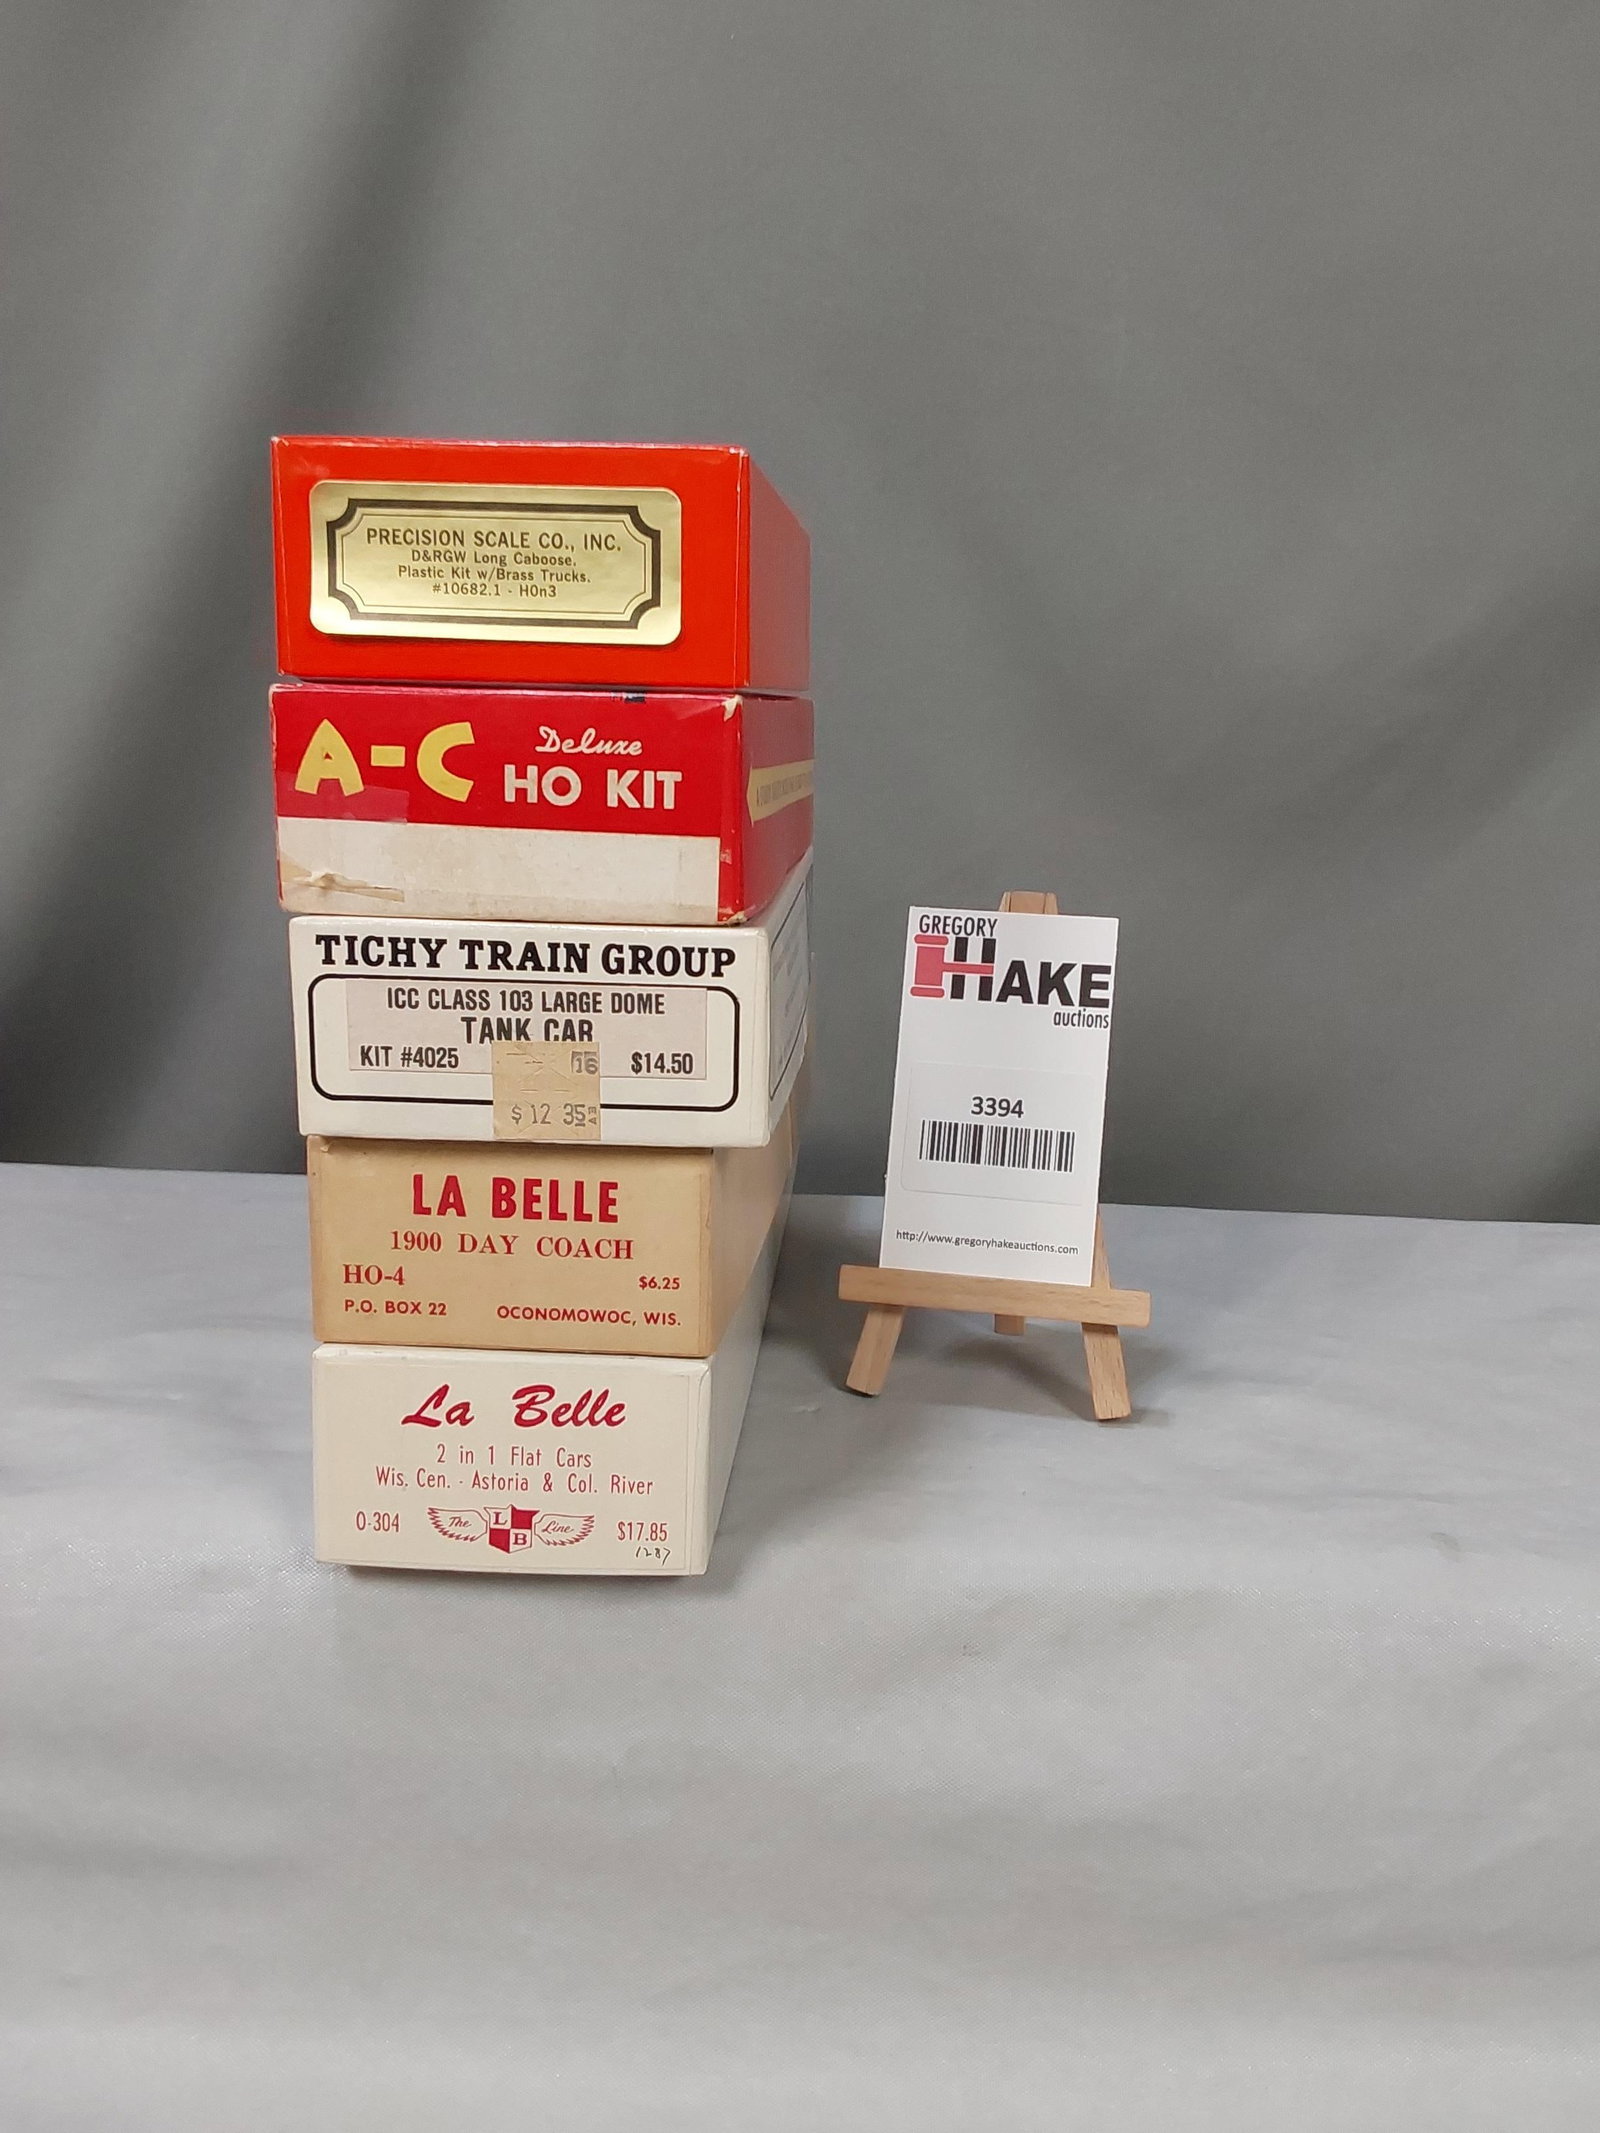 PRECISION SCALE CO., INC.
D&RGW Long Caboose,
Plastic Kit w/Brass Trucks.
#10682.1 - HOn3
A-C Deluxe
HO KIT
TICHY TRAIN GROUP
ICC CLASS 103 LARGE DOME
TANK CAR
KIT #4025 $14.50
16
$ 12 35
LA BELLE
1900 DAY COACH
HO-4 $6.25
P.O. BOX 22 OCONOMOWOC, WIS.
La Belle
2 in 1 Flat Cars
Wis. Cen. - Astoria & Col. River
O-304 The LB Line $17.85
1287
GREGORY
HAKE
auctions
3394
http://www.gregoryhakeauctions.com